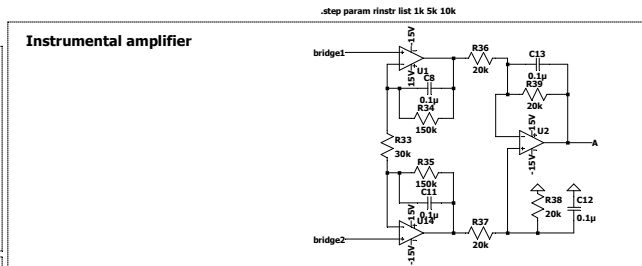 .step param rinstr list 1k 5k 10k
Instrumental amplifier
-15V
bridge1
U1
15V
C8
0.1µ
R34
150k
R36
20k
C13
0.1µ
R39
20k
-15V
U2
A
-15V
R33
30k
R35
150k
C11
0.1µ
-15V
U14
bridge2
-15V
R37
20k
R38
20k
C12
0.1µ